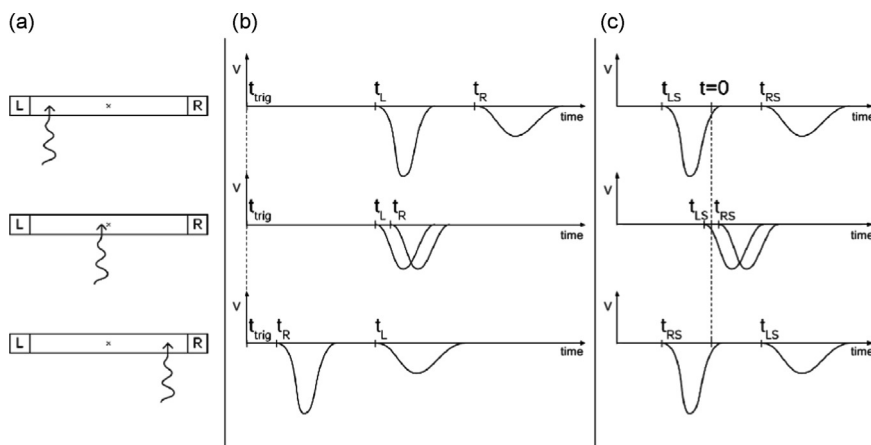 (a)
(b)
(c)
L
R
L
R
L
R
V
t_trig
t_L
t_R
time
V
t_trig
t_L
t_R
time
V
t_trig
t_R
t_L
time
V
t_LS
t=0
t_RS
time
V
t_LS
t_RS
time
V
t_RS
t_LS
time